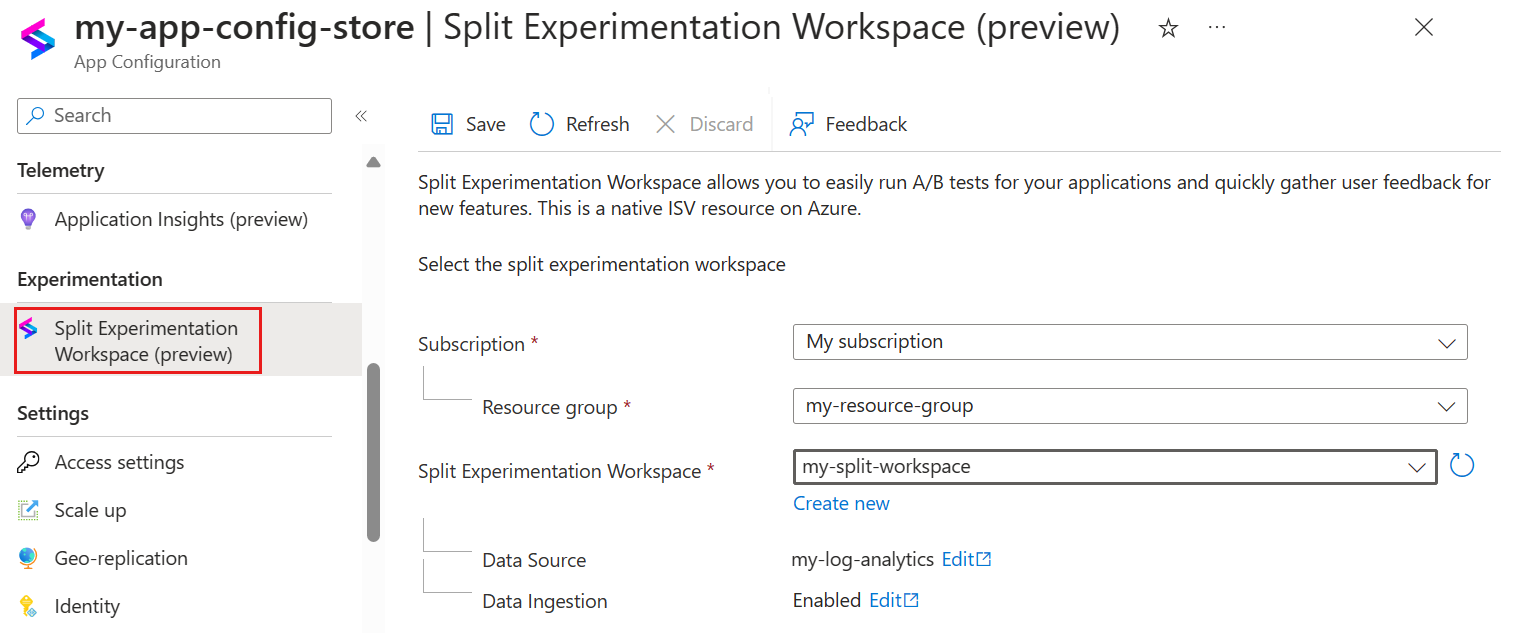 my-app-config-store | Split Experimentation Workspace (preview)
App Configuration
Search
Telemetry
Application Insights (preview)
Experimentation
Split Experimentation
Workspace (preview)
Settings
Access settings
Scale up
Geo-replication
Identity
Save Refresh Discard Feedback
Split Experimentation Workspace allows you to easily run A/B tests for your applications and quickly gather user feedback for
new features. This is a native ISV resource on Azure.
Select the split experimentation workspace
Subscription * My subscription
Resource group * my-resource-group
Split Experimentation Workspace * my-split-workspace
Create new
Data Source my-log-analytics Edit
Data Ingestion Enabled Edit